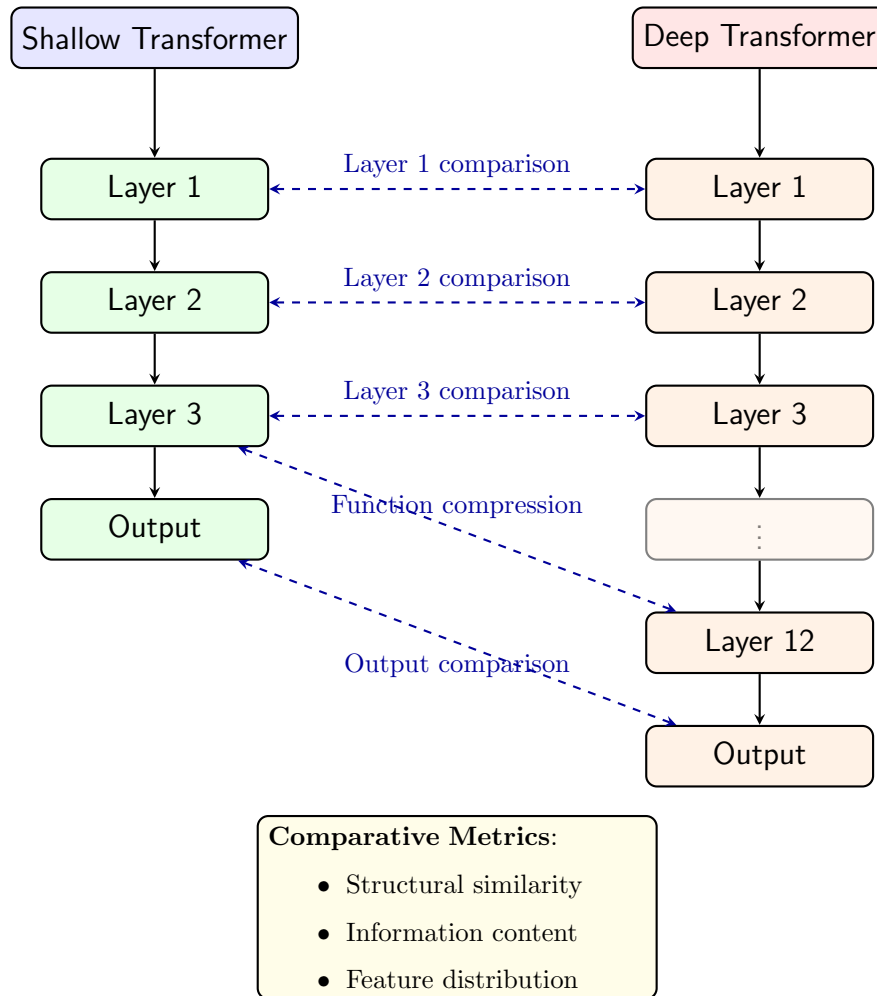 Shallow Transformer
Deep Transformer
Layer 1 comparison
Layer 1
Layer 1
Layer 2 comparison
Layer 2
Layer 2
Layer 3 comparison
Layer 3
Layer 3
Function compression
Output
⋮
Layer 12
Output comparison
Output
Comparative Metrics:
• Structural similarity
• Information content
• Feature distribution